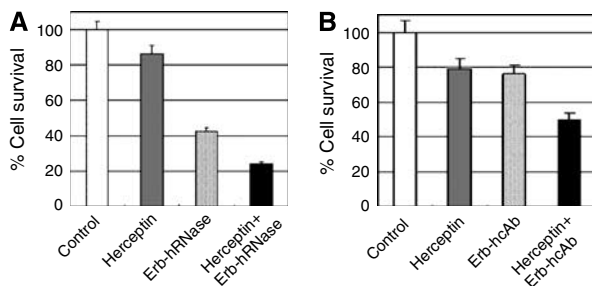 A
% Cell survival
100
80
60
40
20
0
Control
Herceptin
Erb-hRNase
Herceptin+
Erb-hRNase
B
% Cell survival
100
80
60
40
20
0
Control
Herceptin
Erb-hcAb
Herceptin+
Erb-hcAb